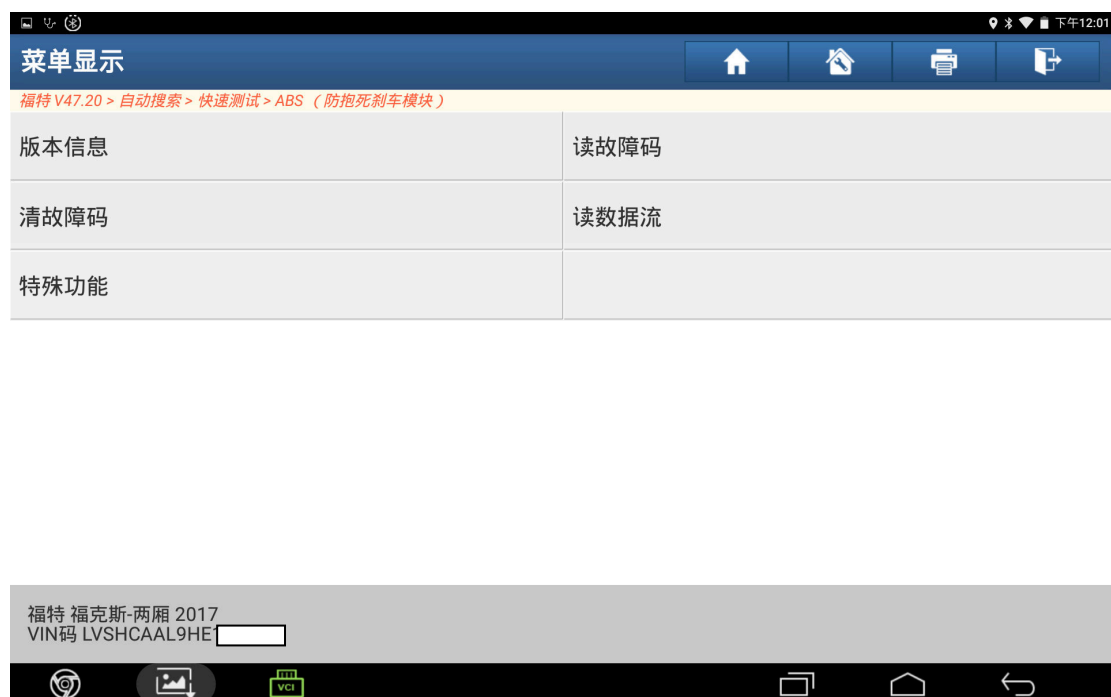 下午12:01
菜单显示
福特 V47.20 > 自动搜索 > 快速测试 > ABS （防抱死刹车模块）
版本信息
读故障码
清故障码
读数据流
特殊功能
福特 福克斯-两厢 2017
VIN码 LVSHCAAL9HE
VCI